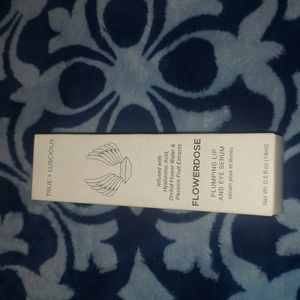 TRUE + LUSCIOUS
infused with
Hyaluronic Acid,
Orchid Flower Water &
Passion Fruit Extracts
FLOWERDOSE
PLUMPING LIP
AND EYE SERUM
sérum yeux et lèvres
Net Wt. 0.5 fl oz (14ml)